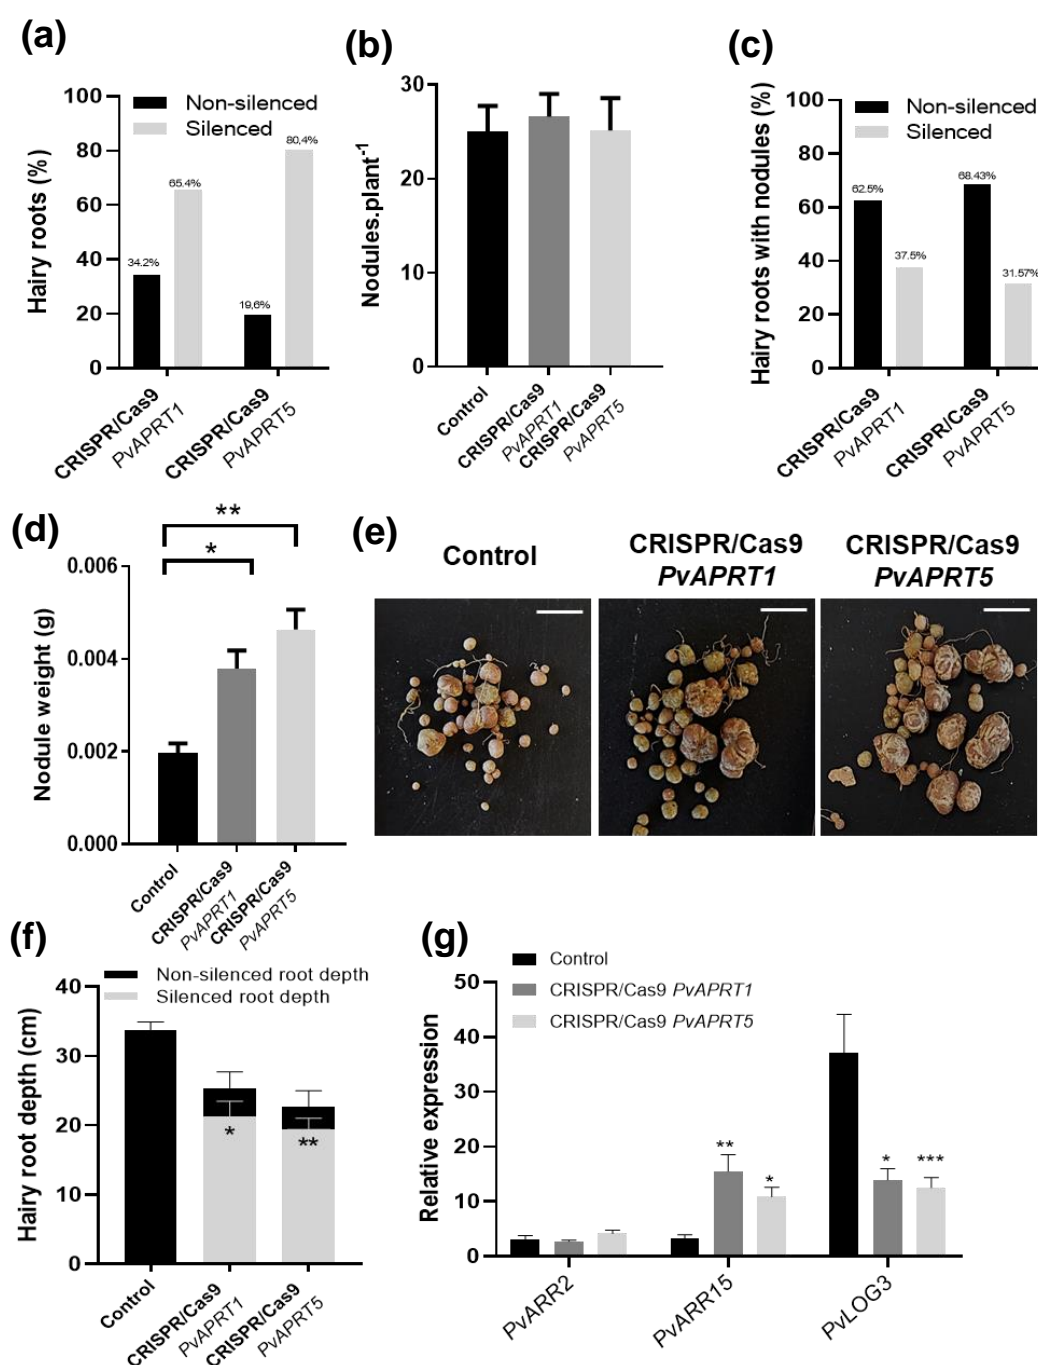 (a)
Hairy roots (%)
100
80
60
40
20
0
Non-silenced
Silenced
34.2%
65.4%
19,6%
80,4%
CRISPR/Cas9
PvAPRT1
CRISPR/Cas9
PvAPRT5
(b)
Nodules.plant-1
30
20
10
0
Control
CRISPR/Cas9
PvAPRT1
CRISPR/Cas9
PvAPRT5
(c)
Hairy roots with nodules (%)
100
80
60
40
20
0
Non-silenced
Silenced
62.5%
37.5%
68.43%
31.57%
CRISPR/Cas9
PvAPRT1
CRISPR/Cas9
PvAPRT5
(d)
Nodule weight (g)
0.006
0.004
0.002
0.000
**
*
Control
CRISPR/Cas9
PvAPRT1
CRISPR/Cas9
PvAPRT5
(e)
Control
CRISPR/Cas9
PvAPRT1
CRISPR/Cas9
PvAPRT5
(f)
Hairy root depth (cm)
40
30
20
10
0
Non-silenced root depth
Silenced root depth
*
**
Control
CRISPR/Cas9
PvAPRT1
CRISPR/Cas9
PvAPRT5
(g)
Control
CRISPR/Cas9 PvAPRT1
CRISPR/Cas9 PvAPRT5
Relative expression
50
40
30
20
10
0
**
*
*
***
PvARR2
PvARR15
PvLOG3